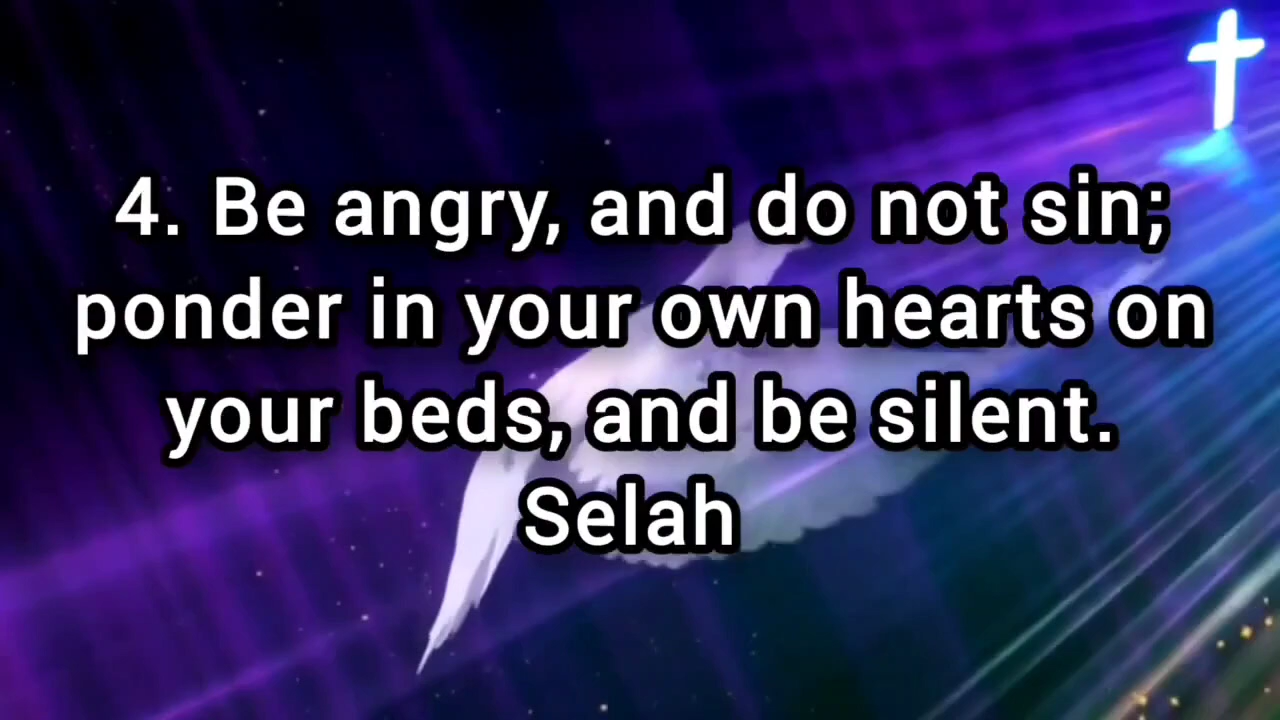 4. Be angry, and do not sin;
ponder in your own hearts on
your beds, and be silent.
Selah